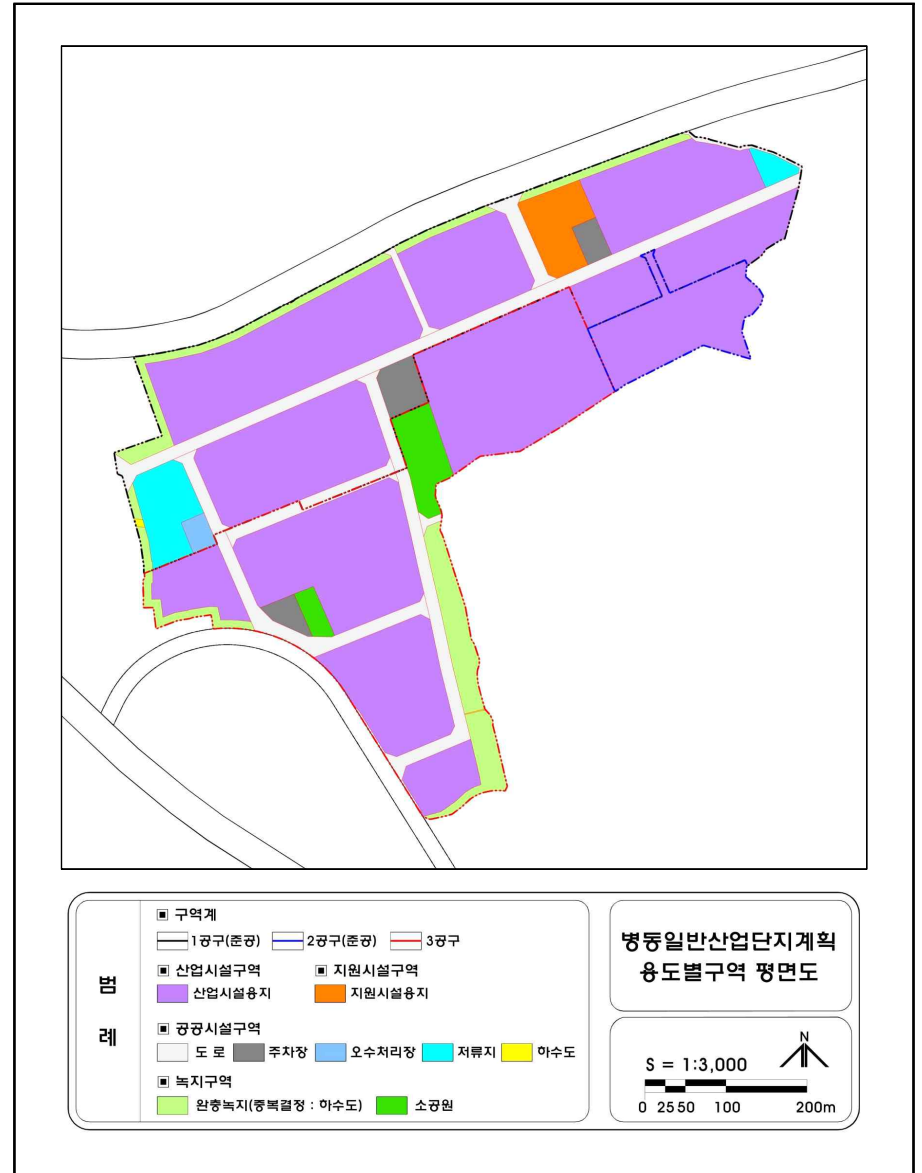 범 례
▣ 구역계
1공구(준공) 2공구(준공) 3공구
▣ 산업시설구역 ▣ 지원시설구역
산업시설용지 지원시설용지
▣ 공공시설구역
도 로 주차장 오수처리장 저류지 하수도
▣ 녹지구역
완충녹지(중복결정 : 하수도) 소공원
병동일반산업단지계획
용도별구역 평면도
N
S = 1:3,000
0 25 50 100 200m